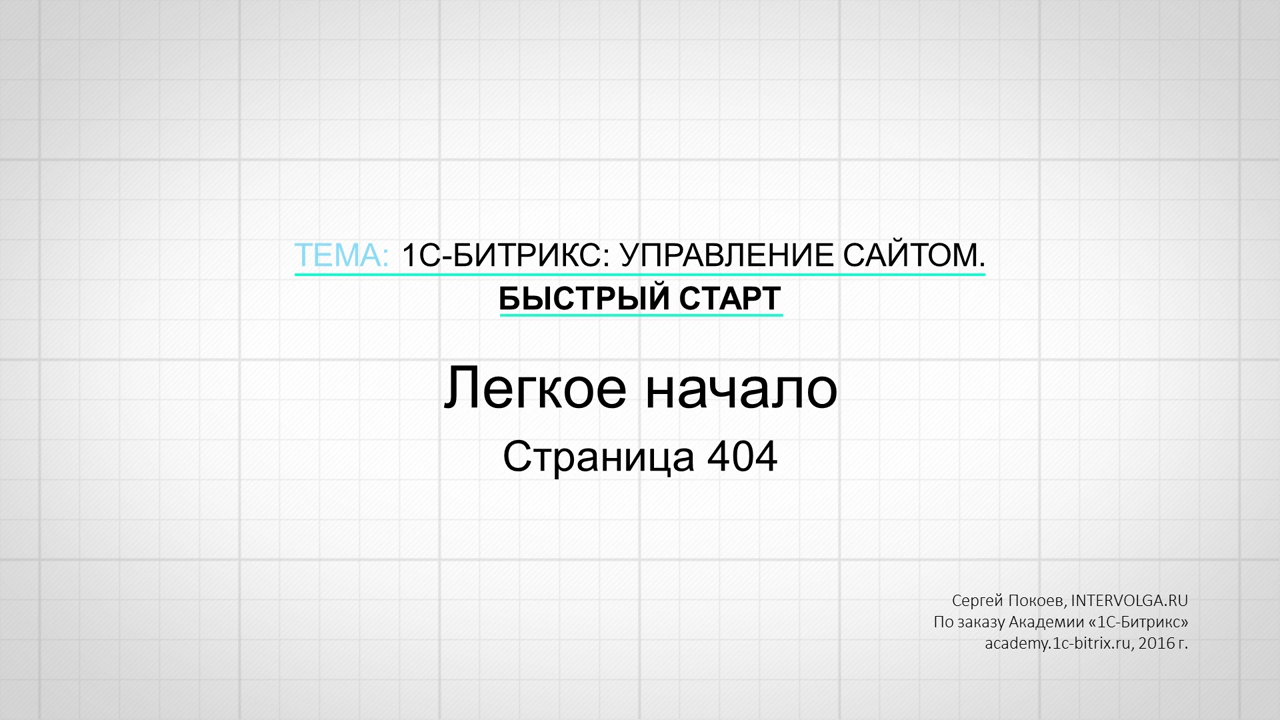 ТЕМА: 1С-БИТРИКС: УПРАВЛЕНИЕ САЙТОМ.
БЫСТРЫЙ СТАРТ
Легкое начало
Страница 404
Сергей Покоев, INTERVOLGA.RU
По заказу Академии «1С-Битрикс»
academy.1c-bitrix.ru, 2016 г.